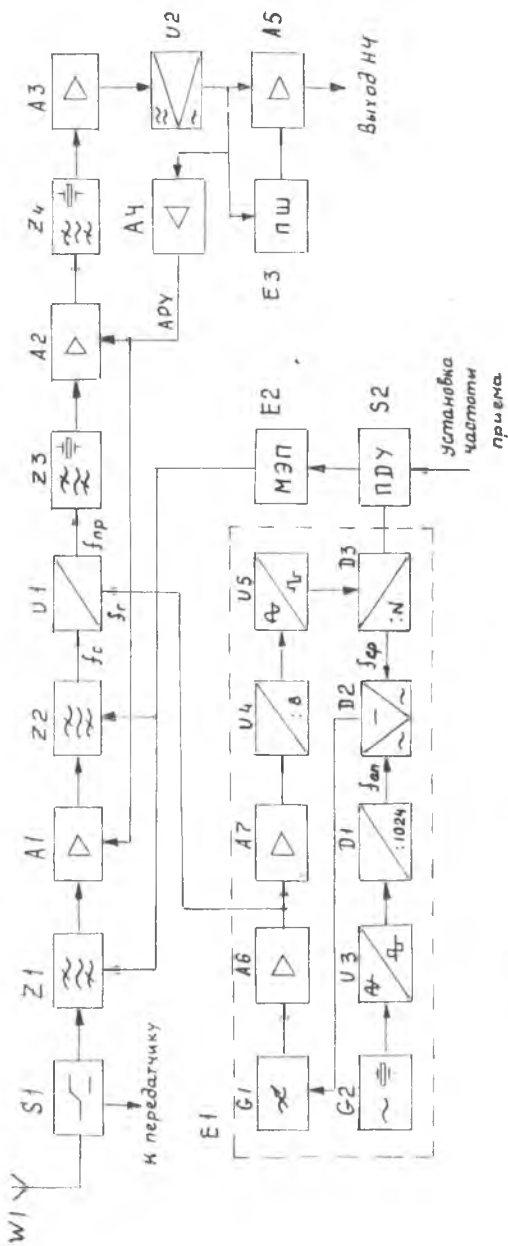 W1
S1
К передатчику
Z1
A1
Z2
fс
U1
fг
fпр
Z3
A2
Z4
A3
U2
A4
АРУ
A5
ПШ
E3
Выход НЧ
E1
G1
A6
A7
U4
:8
U5
МЭП
E2
G2
U3
D1
:1024
fоп
D2
fср
D3
:N
ПДУ
S2
Установка
частоти
приема